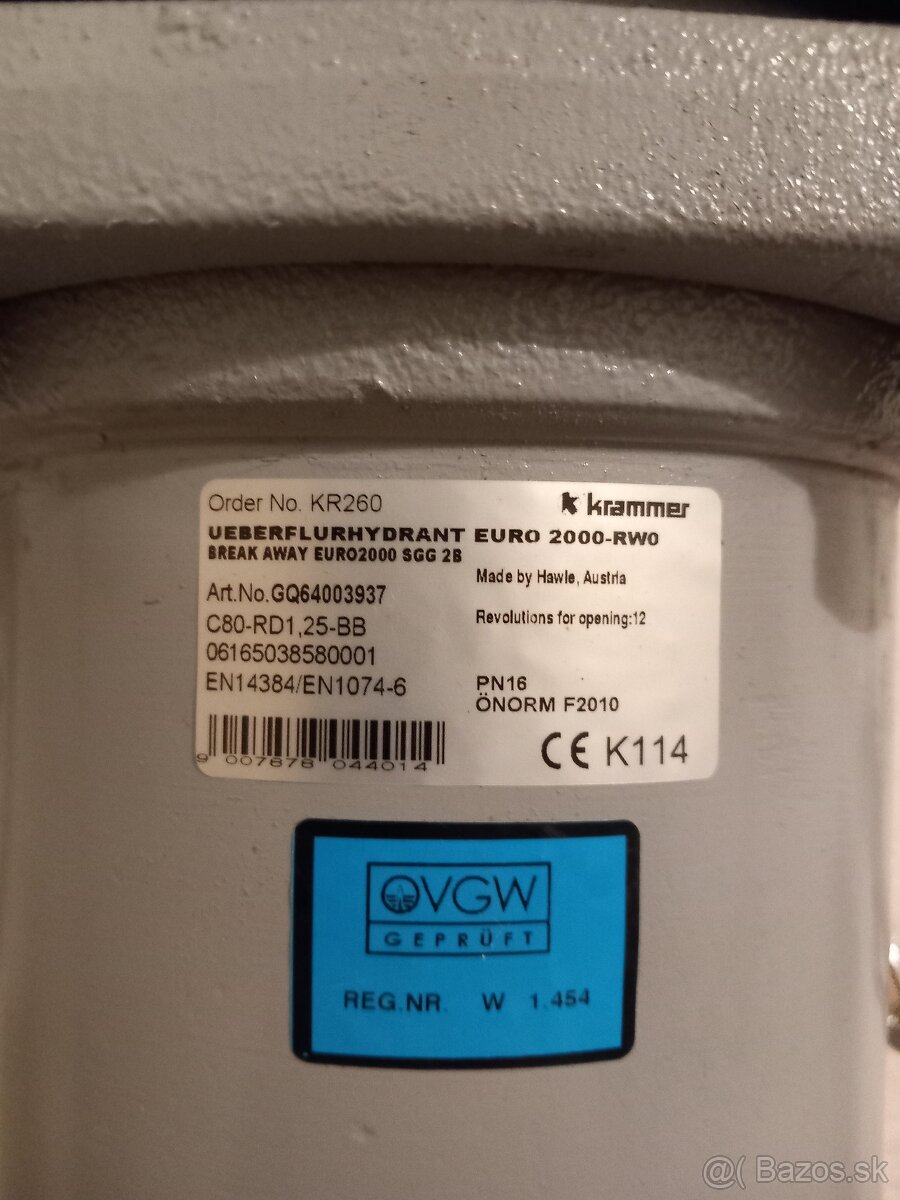 Order No. KR260
krammer
UEBERFLURHYDRANT EURO 2000-RW0
BREAK AWAY EURO2000 SGG 2B
Made by Hawle, Austria
Art.No.GQ64003937
Revolutions for opening:12
C80-RD1,25-BB
06165038580001
EN14384/EN1074-6
PN16
ÖNORM F2010
9 007678 044014
CE K114
ÖVGW
GEPRÜFT
REG.NR. W 1.454
@( Bazos.sk